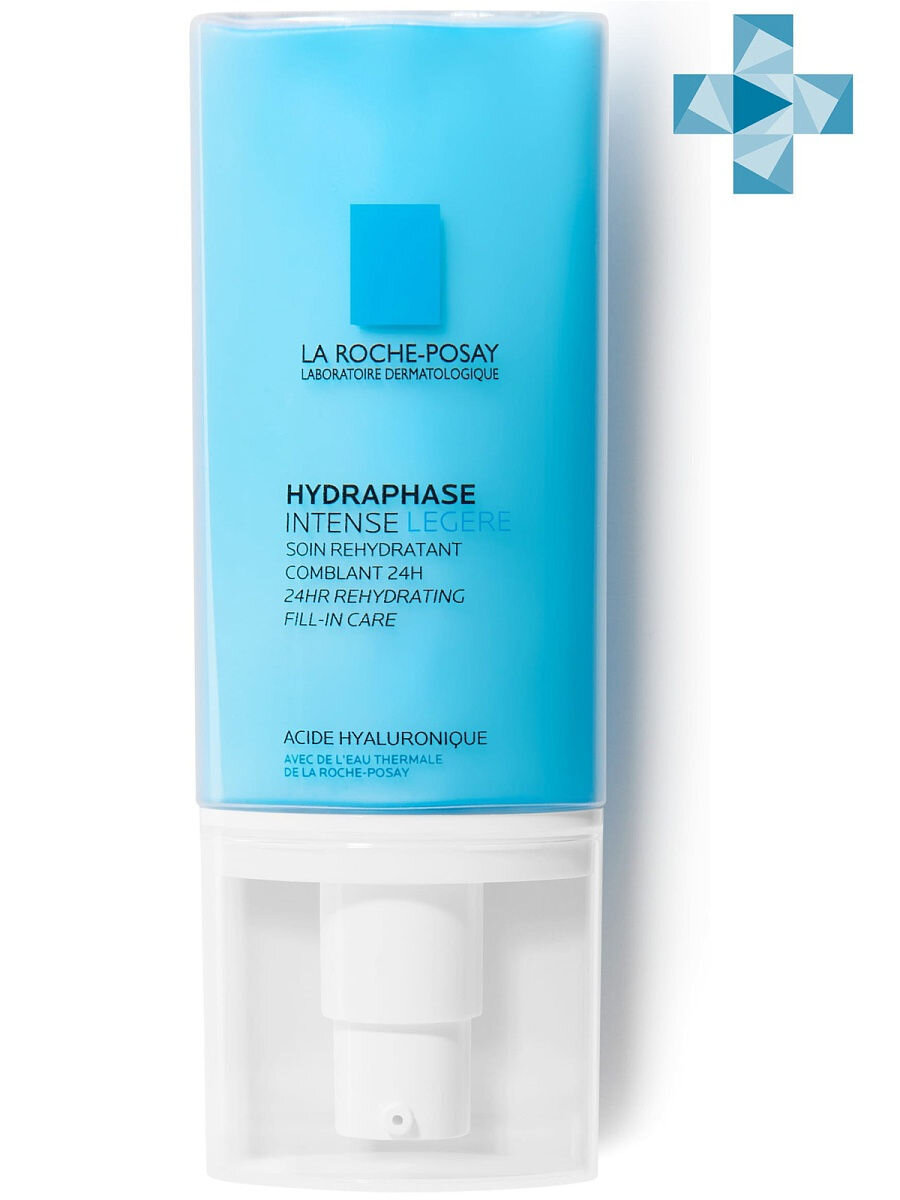 LA ROCHE-POSAY
LABORATOIRE DERMATOLOGIQUE
HYDRAPHASE
INTENSE LEGERE
SOIN REHYDRATANT
COMBLANT 24H
24HR REHYDRATING
FILL-IN CARE
ACIDE HYALURONIQUE
AVEC DE L'EAU THERMALE
DE LA ROCHE-POSAY